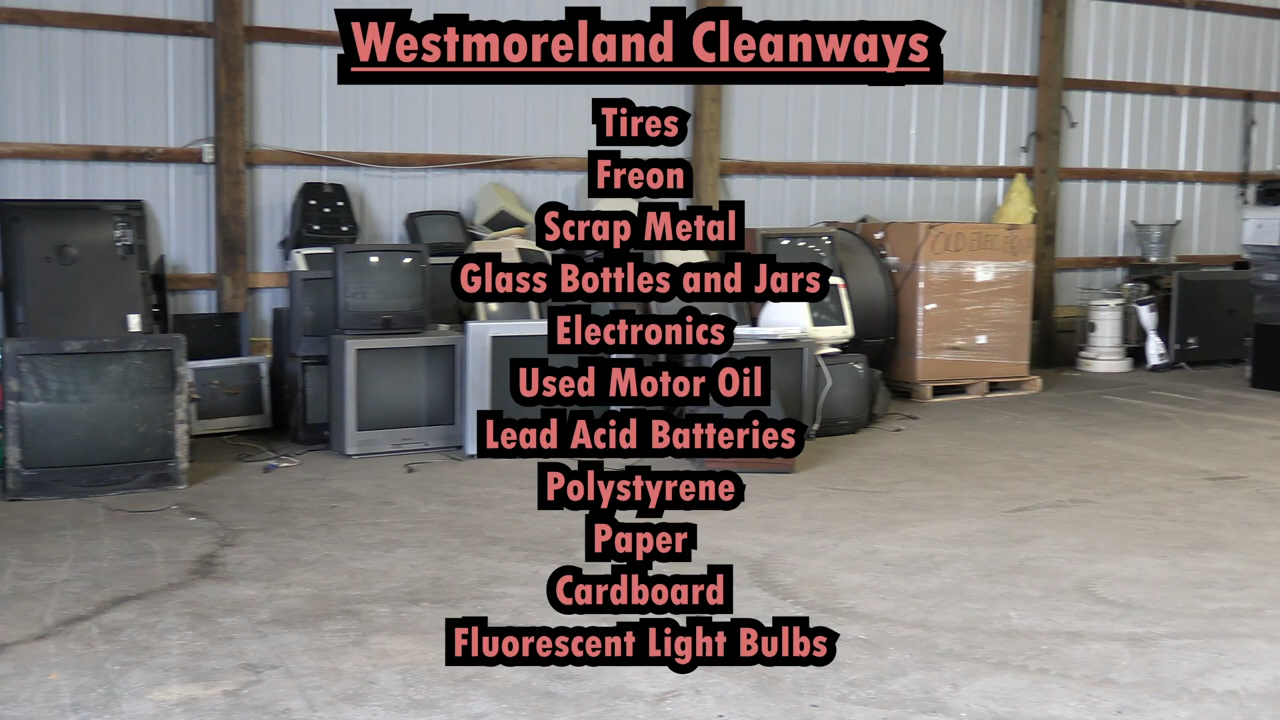 Westmoreland Cleanways
Tires
Freon
Scrap Metal
Glass Bottles and Jars
Electronics
Used Motor Oil
Lead Acid Batteries
Polystyrene
Paper
Cardboard
Fluorescent Light Bulbs